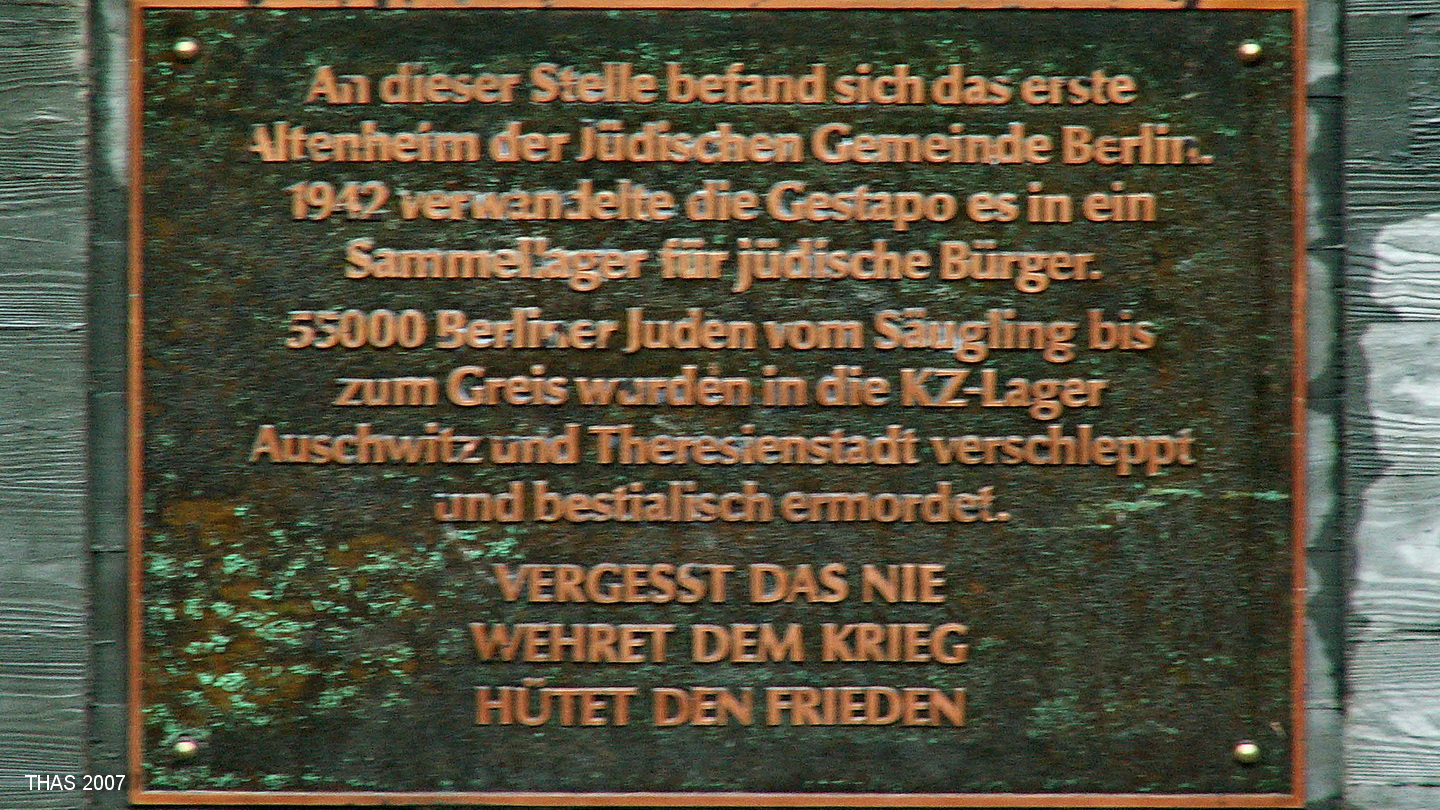 An dieser Stelle befand sich das erste
Altenheim der Jüdischen Gemeinde Berlin.
1942 verwandelte die Gestapo es in ein
Sammellager für jüdische Bürger.
55000 Berliner Juden vom Säugling bis
zum Greis wurden in die KZ-Lager
Auschwitz und Theresienstadt verschleppt
und bestialisch ermordet.
VERGESST DAS NIE
WEHRET DEM KRIEG
HÜTET DEN FRIEDEN
THAS 2007